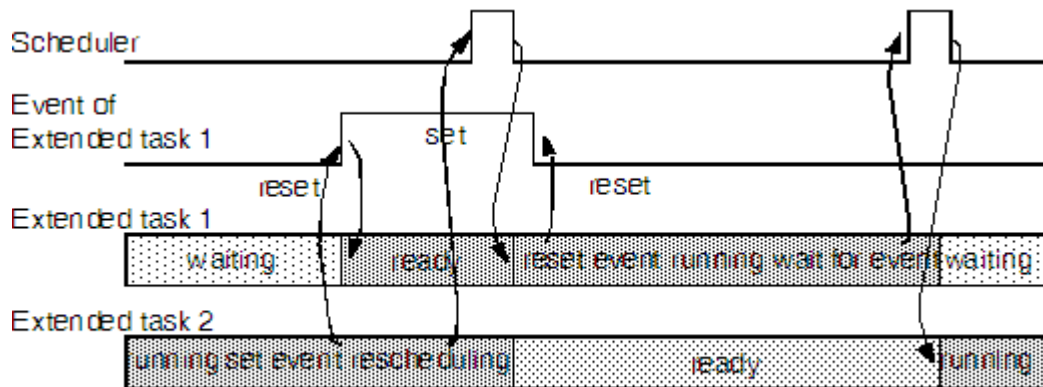 Scheduler
Event of
Extended task 1
set
reset
reset
Extended task 1
waiting
ready
reset event running wait for event
waiting
Extended task 2
unning set event rescheduling
ready
running